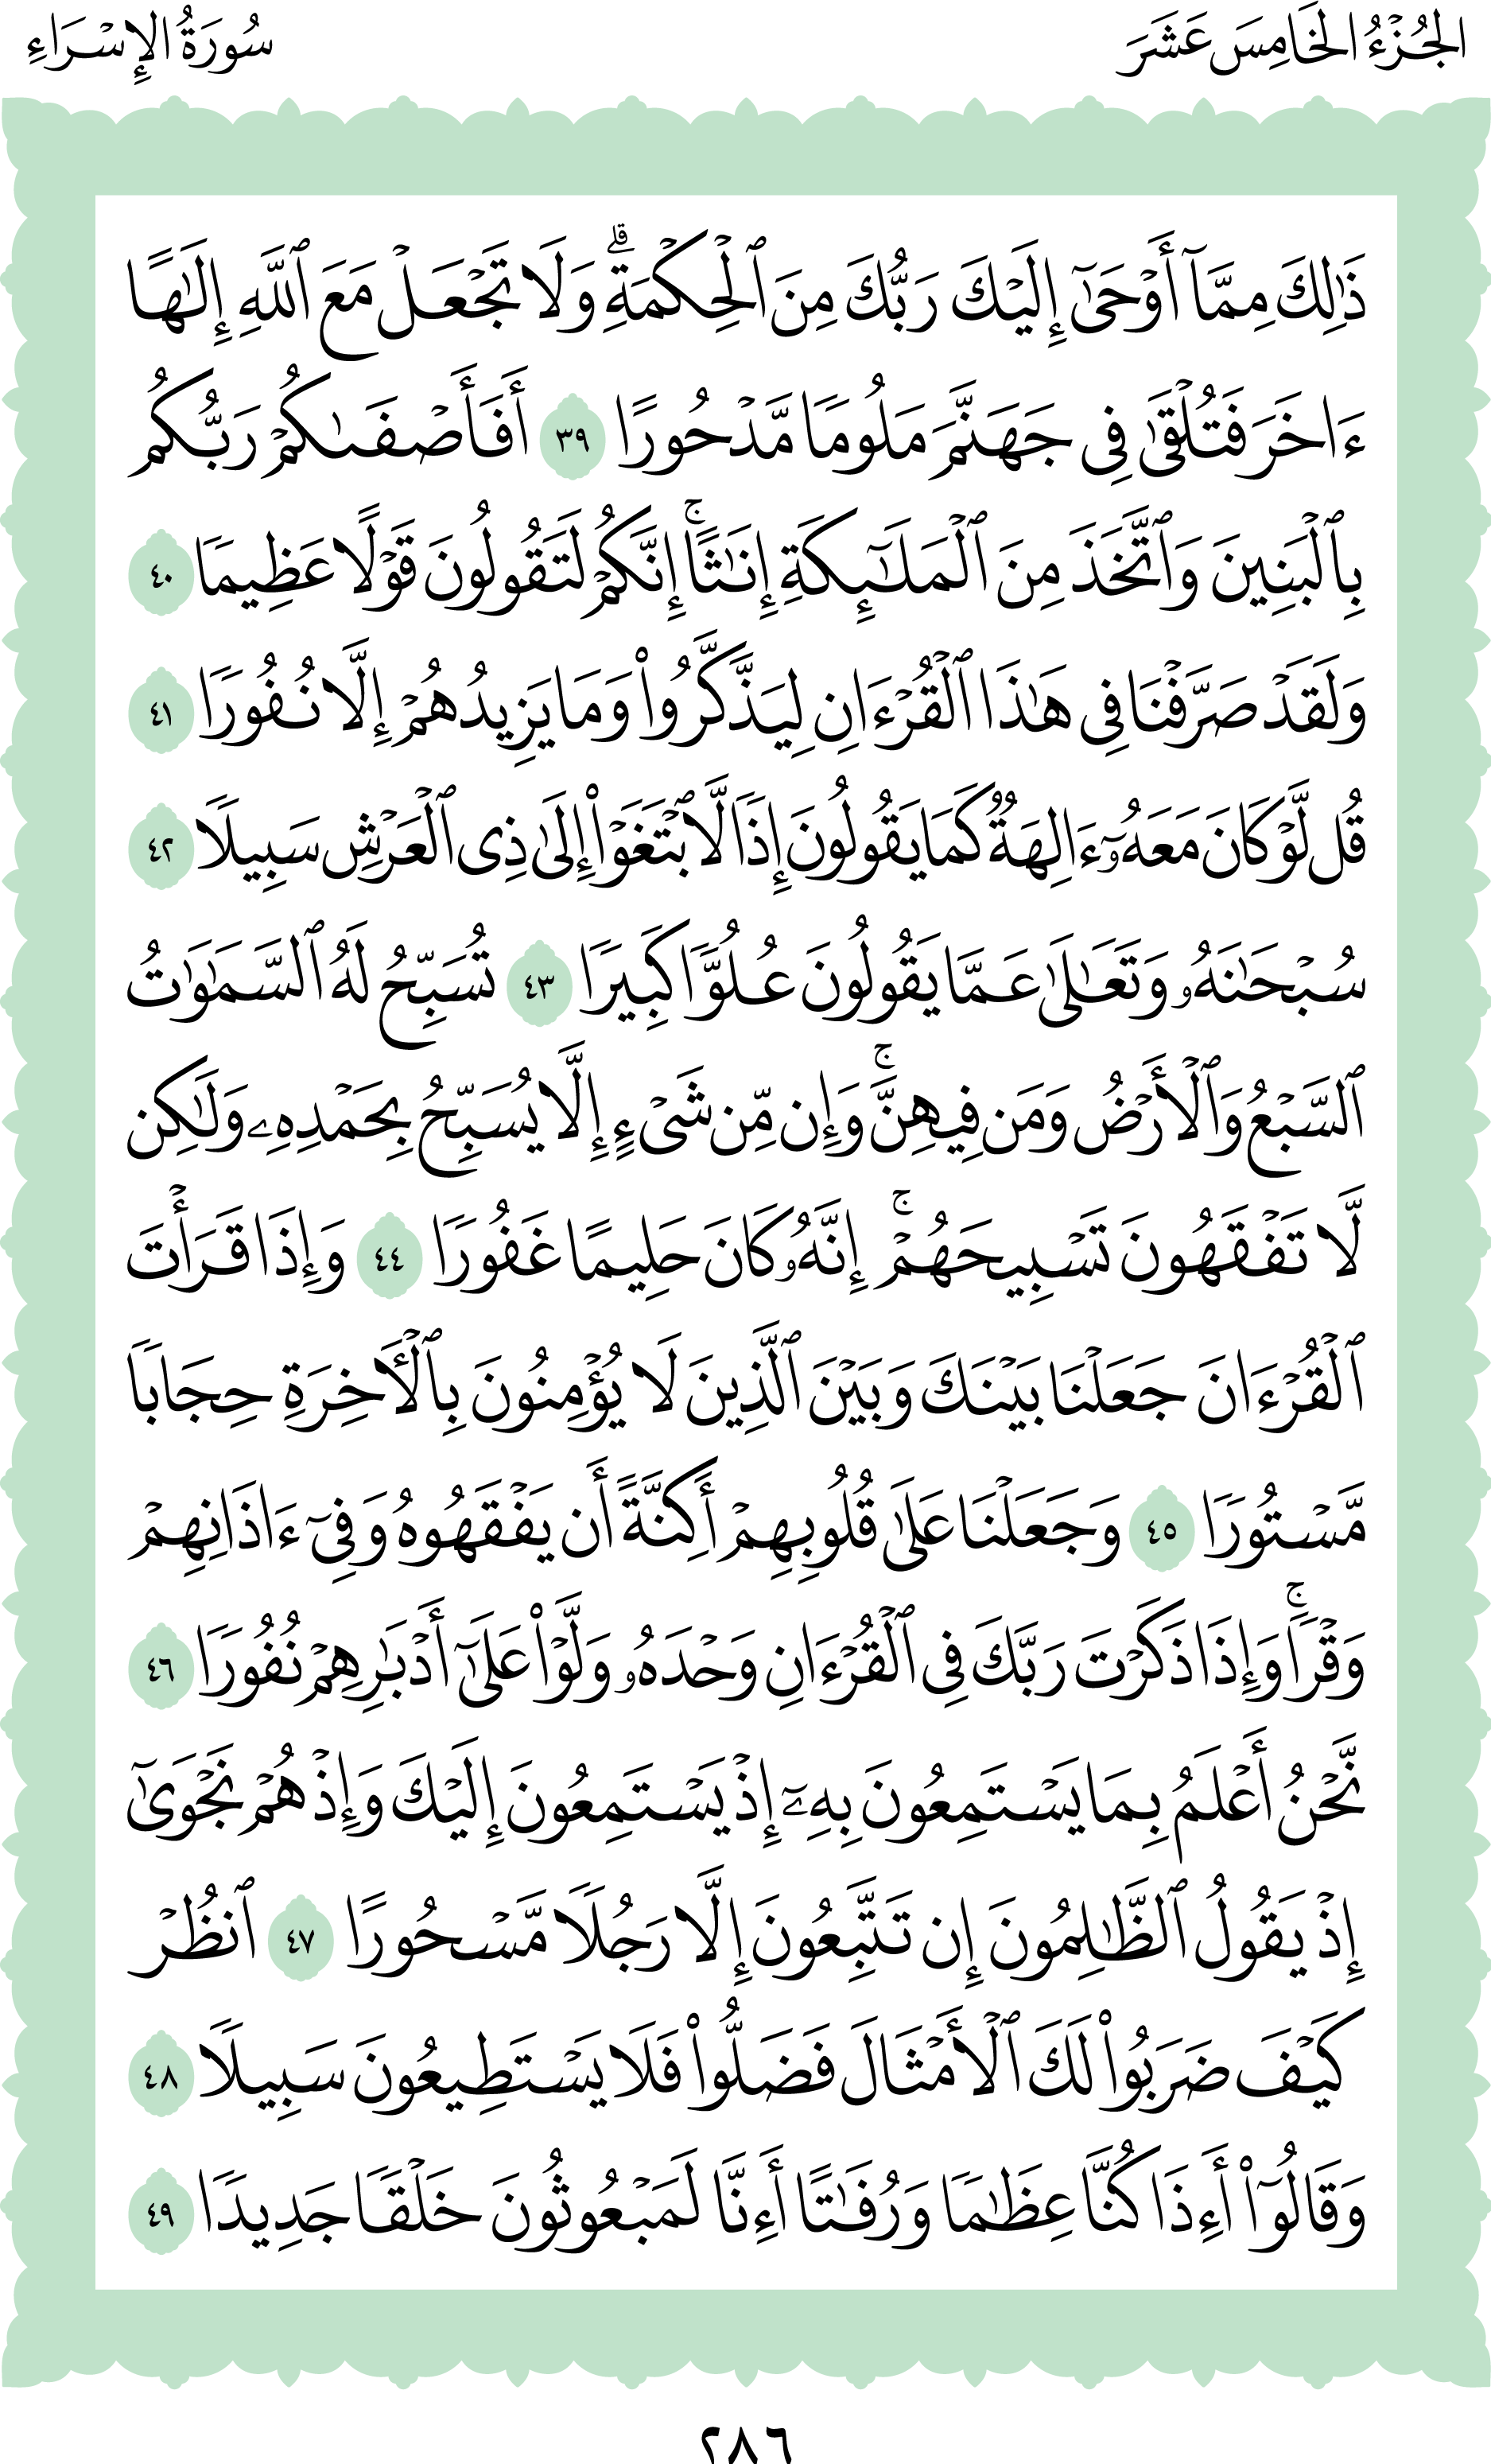 الجُزْءُ الخَامِسَ عَشَرَ
سُورَةُ الإِسْرَاءِ
ذَٰلِكَ مِمَّآ أَوۡحَىٰٓ إِلَيۡكَ رَبُّكَ مِنَ ٱلۡحِكۡمَةِۗ وَلَا تَجۡعَلۡ مَعَ ٱللَّهِ إِلَٰهًا
ءَاخَرَ فَتُلۡقَىٰ فِي جَهَنَّمَ مَلُومٗا مَّدۡحُورًا ٣٩ أَفَأَصۡفَىٰكُمۡ رَبُّكُم
بِٱلۡبَنِينَ وَٱتَّخَذَ مِنَ ٱلۡمَلَٰٓئِكَةِ إِنَٰثًاۚ إِنَّكُمۡ لَتَقُولُونَ قَوۡلًا عَظِيمٗا ٤٠
وَلَقَدۡ صَرَّفۡنَا فِي هَٰذَا ٱلۡقُرۡءَانِ لِيَذَّكَّرُواْ وَمَا يَزِيدُهُمۡ إِلَّا نُفُورٗا ٤١
قُل لَّوۡ كَانَ مَعَهُۥٓ ءَالِهَةٞ كَمَا يَقُولُونَ إِذٗا لَّٱبۡتَغَوۡاْ إِلَىٰ ذِي ٱلۡعَرۡشِ سَبِيلٗا ٤٢
سُبۡحَٰنَهُۥ وَتَعَٰلَىٰ عَمَّا يَقُولُونَ عُلُوّٗا كَبِيرٗا ٤٣ تُسَبِّحُ لَهُ ٱلسَّمَٰوَٰتُ
ٱلسَّبۡعُ وَٱلۡأَرۡضُ وَمَن فِيهِنَّۚ وَإِن مِّن شَيۡءٍ إِلَّا يُسَبِّحُ بِحَمۡدِهِۦ وَلَٰكِن
لَّا تَفۡقَهُونَ تَسۡبِيحَهُمۡۚ إِنَّهُۥ كَانَ حَلِيمًا غَفُورٗا ٤٤ وَإِذَا قَرَأۡتَ
ٱلۡقُرۡءَانَ جَعَلۡنَا بَيۡنَكَ وَبَيۡنَ ٱلَّذِينَ لَا يُؤۡمِنُونَ بِٱلۡأٓخِرَةِ حِجَابٗا
مَّسۡتُورٗا ٤٥ وَجَعَلۡنَا عَلَىٰ قُلُوبِهِمۡ أَكِنَّةً أَن يَفۡقَهُوهُ وَفِيٓ ءَاذَانِهِمۡ
وَقۡرٗاۚ وَإِذَا ذَكَرۡتَ رَبَّكَ فِي ٱلۡقُرۡءَانِ وَحۡدَهُۥ وَلَّوۡاْ عَلَىٰٓ أَدۡبَٰرِهِمۡ نُفُورٗا ٤٦
نَّحۡنُ أَعۡلَمُ بِمَا يَسۡتَمِعُونَ بِهِۦٓ إِذۡ يَسۡتَمِعُونَ إِلَيۡكَ وَإِذۡ هُمۡ نَجۡوَىٰٓ
إِذۡ يَقُولُ ٱلظَّٰلِمُونَ إِن تَتَّبِعُونَ إِلَّا رَجُلٗا مَّسۡحُورًا ٤٧ ٱنظُرۡ
كَيۡفَ ضَرَبُواْ لَكَ ٱلۡأَمۡثَالَ فَضَلُّواْ فَلَا يَسۡتَطِيعُونَ سَبِيلٗا ٤٨
وَقَالُوٓاْ أَءِذَا كُنَّا عِظَٰمٗا وَرُفَٰتًا أَءِنَّا لَمَبۡعُوثُونَ خَلۡقٗا جَدِيدٗا ٤٩
٢٨٦